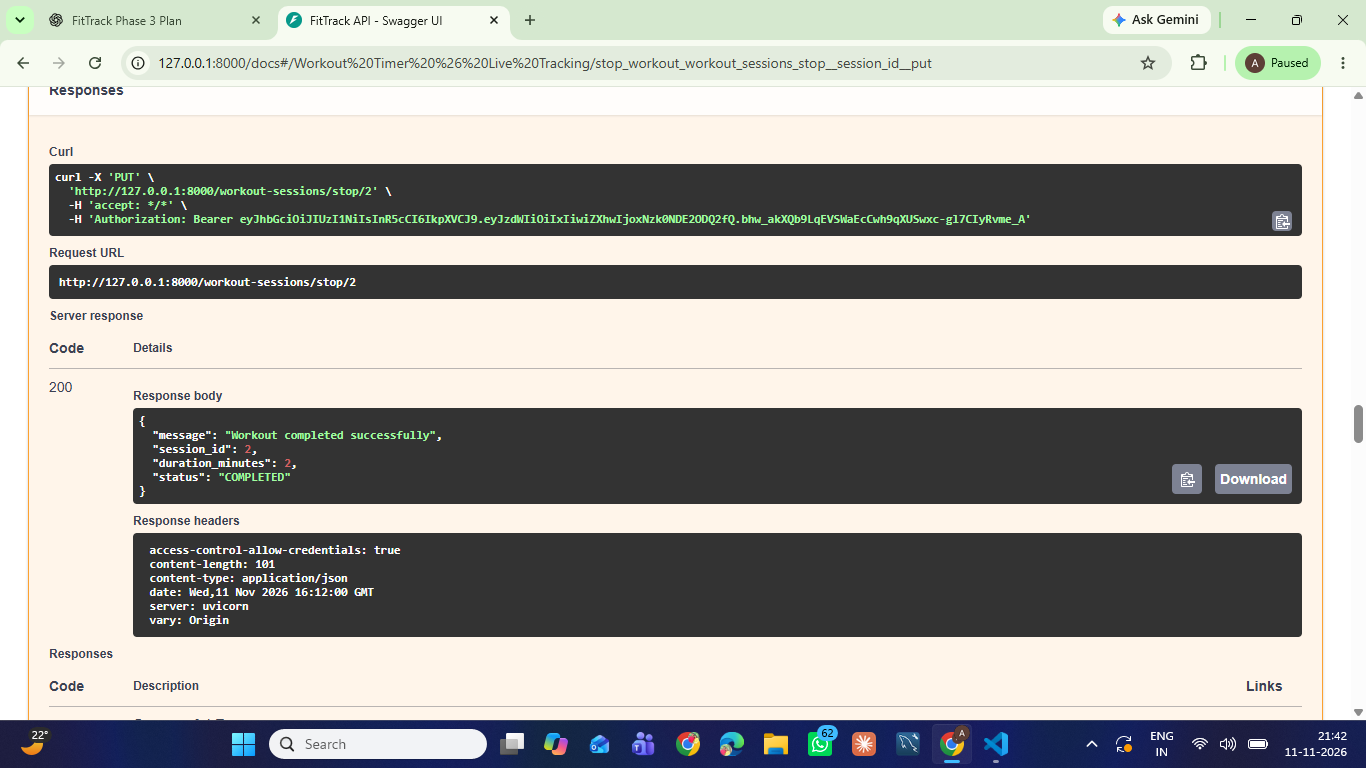 FitTrack Phase 3 Plan
FitTrack API - Swagger UI
Ask Gemini
127.0.0.1:8000/docs#/Workout%20Timer%20%26%20Live%20Tracking/stop_workout_workout_sessions_stop__session_id__put
A
Paused
Responses
Curl
curl -X 'PUT' \
'http://127.0.0.1:8000/workout-sessions/stop/2' \
-H 'accept: */*' \
-H 'Authorization: Bearer eyJhbGciOiJIUzI1NiIsInR5cCI6IkpXVCJ9.eyJzdWIiOiIxIiwiZXhwIjoxNzk0NDE2ODQ2fQ.bhw_akXQb9LqEVSWaEcCwh9qXUSwxc-gl7CIyRvme_A'
Request URL
http://127.0.0.1:8000/workout-sessions/stop/2
Server response
Code
Details
200
Response body
{
"message": "Workout completed successfully",
"session_id": 2,
"duration_minutes": 2,
"status": "COMPLETED"
}
Download
Response headers
access-control-allow-credentials: true
content-length: 101
content-type: application/json
date: Wed,11 Nov 2026 16:12:00 GMT
server: uvicorn
vary: Origin
Responses
Code
Description
Links
22°
Search
62
A
ENG
IN
21:42
11-11-2026